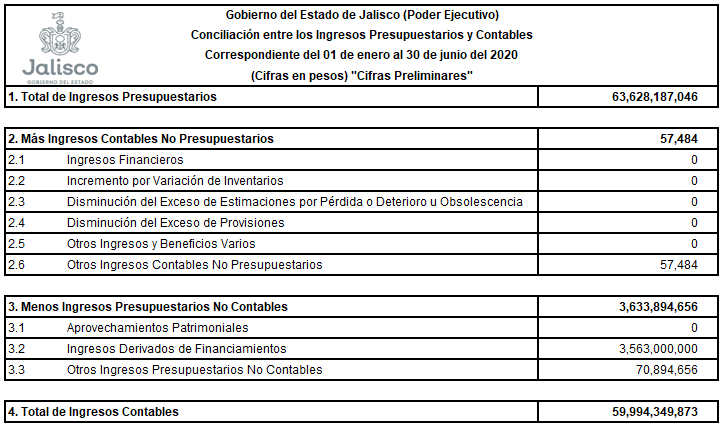 Gobierno del Estado de Jalisco (Poder Ejecutivo)
Conciliación entre los Ingresos Presupuestarios y Contables
Correspondiente del 01 de enero al 30 de junio del 2020
(Cifras en pesos) "Cifras Preliminares"
Jalisco
GOBIERNO DEL ESTADO
1. Total de Ingresos Presupuestarios 63,628,187,046
2. Más Ingresos Contables No Presupuestarios 57,484
2.1 Ingresos Financieros 0
2.2 Incremento por Variación de Inventarios 0
2.3 Disminución del Exceso de Estimaciones por Pérdida o Deterioro u Obsolescencia 0
2.4 Disminución del Exceso de Provisiones 0
2.5 Otros Ingresos y Beneficios Varios 0
2.6 Otros Ingresos Contables No Presupuestarios 57,484
3. Menos Ingresos Presupuestarios No Contables 3,633,894,656
3.1 Aprovechamientos Patrimoniales 0
3.2 Ingresos Derivados de Financiamientos 3,563,000,000
3.3 Otros Ingresos Presupuestarios No Contables 70,894,656
4. Total de Ingresos Contables 59,994,349,873